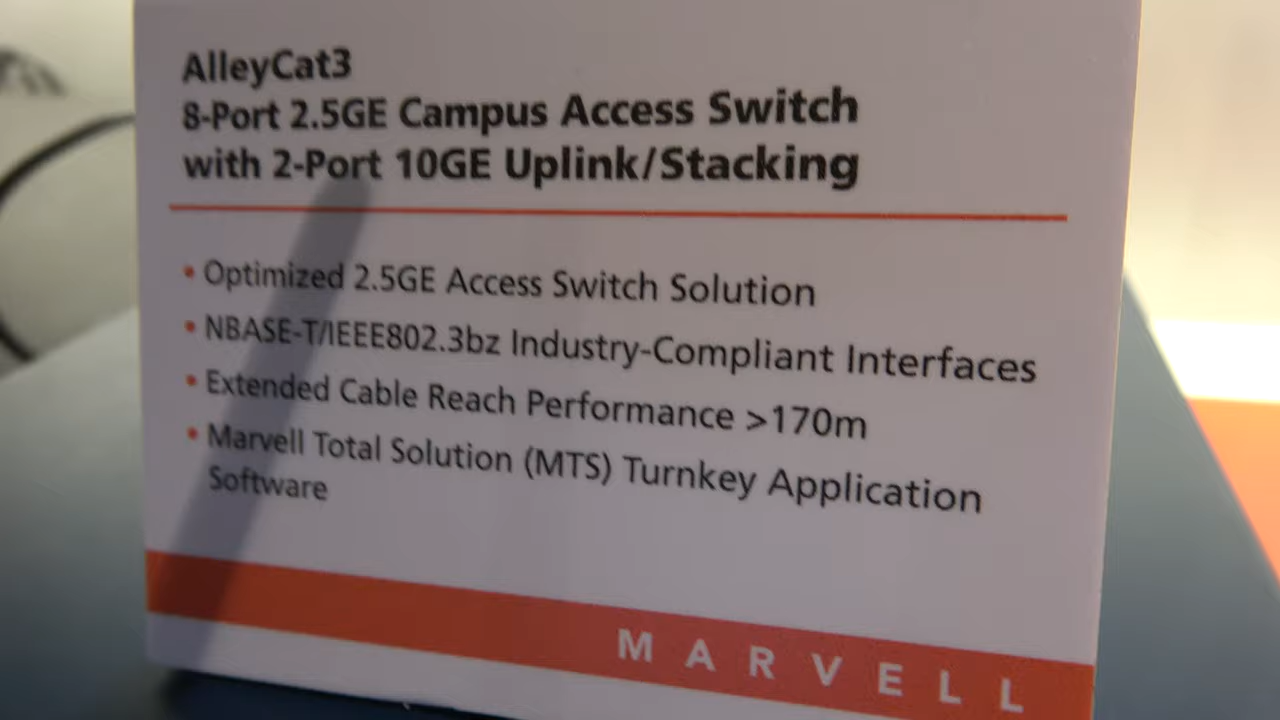 AlleyCat3
8-Port 2.5GE Campus Access Switch
with 2-Port 10GE Uplink/Stacking
• Optimized 2.5GE Access Switch Solution
• NBASE-T/IEEE802.3bz Industry-Compliant Interfaces
• Extended Cable Reach Performance >170m
• Marvell Total Solution (MTS) Turnkey Application
Software
MARVELL